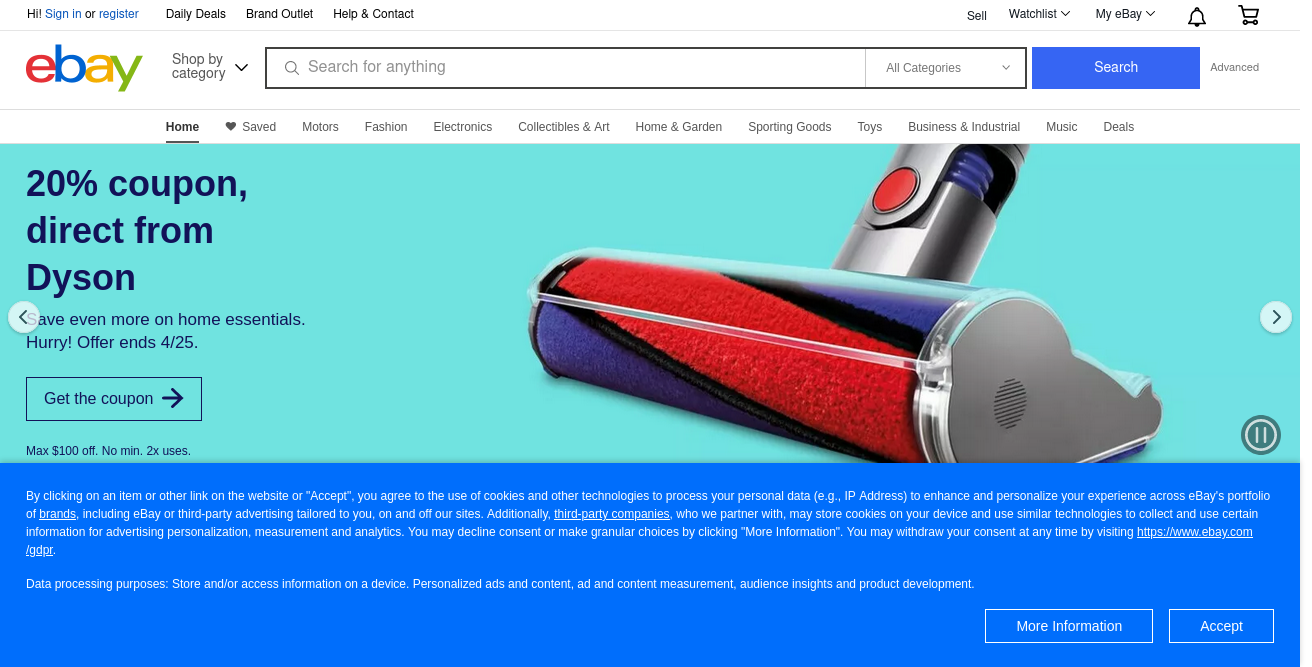 Hi! Sign in or register Daily Deals Brand Outlet Help & Contact Sell Watchlist My eBay
ebay
Shop by
category
Search for anything All Categories Search Advanced
Home Saved Motors Fashion Electronics Collectibles & Art Home & Garden Sporting Goods Toys Business & Industrial Music Deals
20% coupon,
direct from
Dyson
Save even more on home essentials.
Hurry! Offer ends 4/25.
Get the coupon
Max $100 off. No min. 2x uses.
By clicking on an item or other link on the website or "Accept", you agree to the use of cookies and other technologies to process your personal data (e.g., IP Address) to enhance and personalize your experience across eBay's portfolio
of brands, including eBay or third-party advertising tailored to you, on and off our sites. Additionally, third-party companies, who we partner with, may store cookies on your device and use similar technologies to collect and use certain
information for advertising personalization, measurement and analytics. You may decline consent or make granular choices by clicking "More Information". You may withdraw your consent at any time by visiting https://www.ebay.com
/gdpr.
Data processing purposes: Store and/or access information on a device. Personalized ads and content, ad and content measurement, audience insights and product development.
More Information Accept